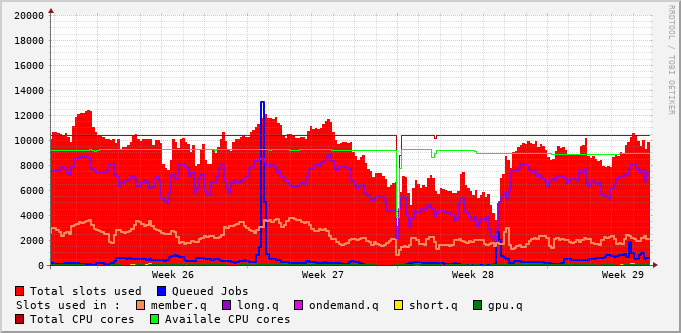 RRDTOOL / TOBI OETIKER
20000
18000
16000
14000
12000
10000
8000
6000
4000
2000
0
Week 26 Week 27 Week 28 Week 29
Total slots used Queued Jobs
Slots used in : member.q long.q ondemand.q short.q gpu.q
Total CPU cores Availale CPU cores